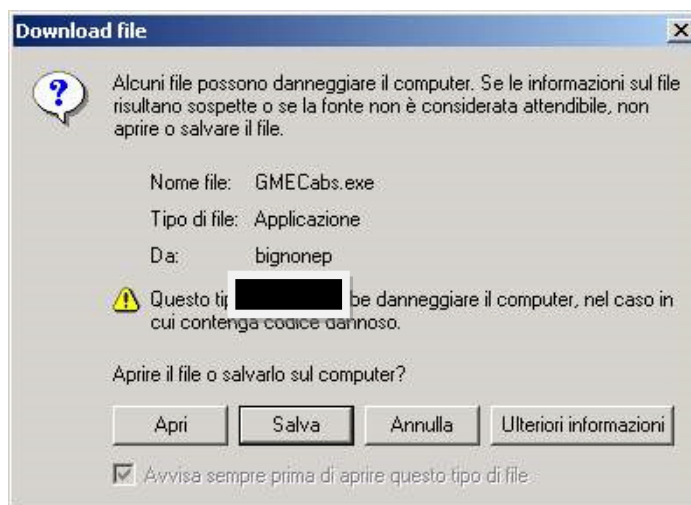 Download file
Alcuni file possono danneggiare il computer. Se le informazioni sul file
risultano sospette o se la fonte non è considerata attendibile, non
aprire o salvare il file.
Nome file: GMECabs.exe
Tipo di file: Applicazione
Da: bignonep
Questo danneggiare il computer, nel caso in
cui contenga codice dannoso.
Aprire il file o salvarlo sul computer?
Apri Salva Annulla Ulteriori informazioni
Avvisa sempre prima di aprire questo tipo di file